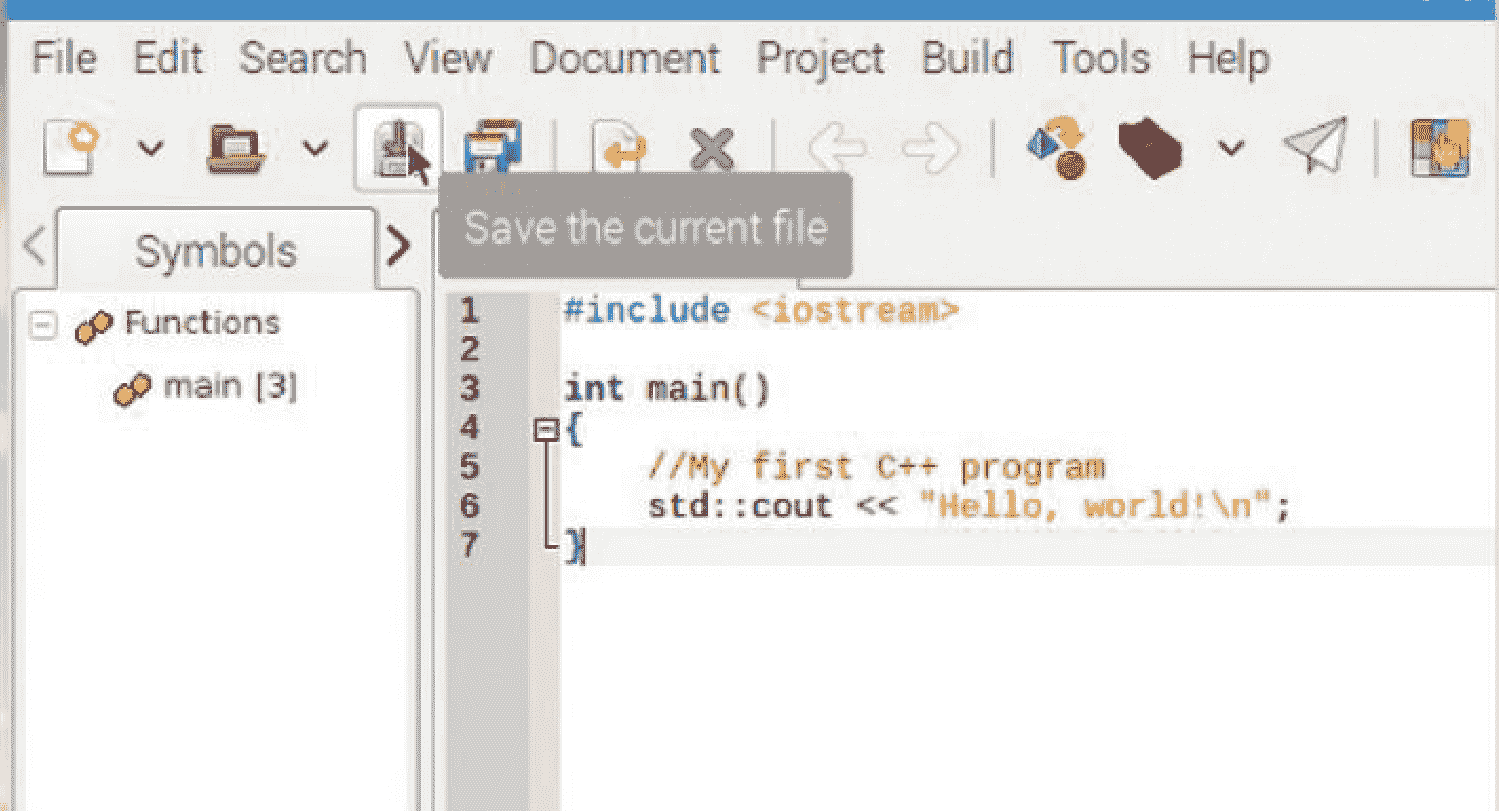 File Edit Search View Document Project Build Tools Help
Save the current file
Symbols
Functions
main [3]
1 #include <iostream>
2
3 int main()
4 {
5 //My first C++ program
6 std::cout << "Hello, world!\n";
7 }